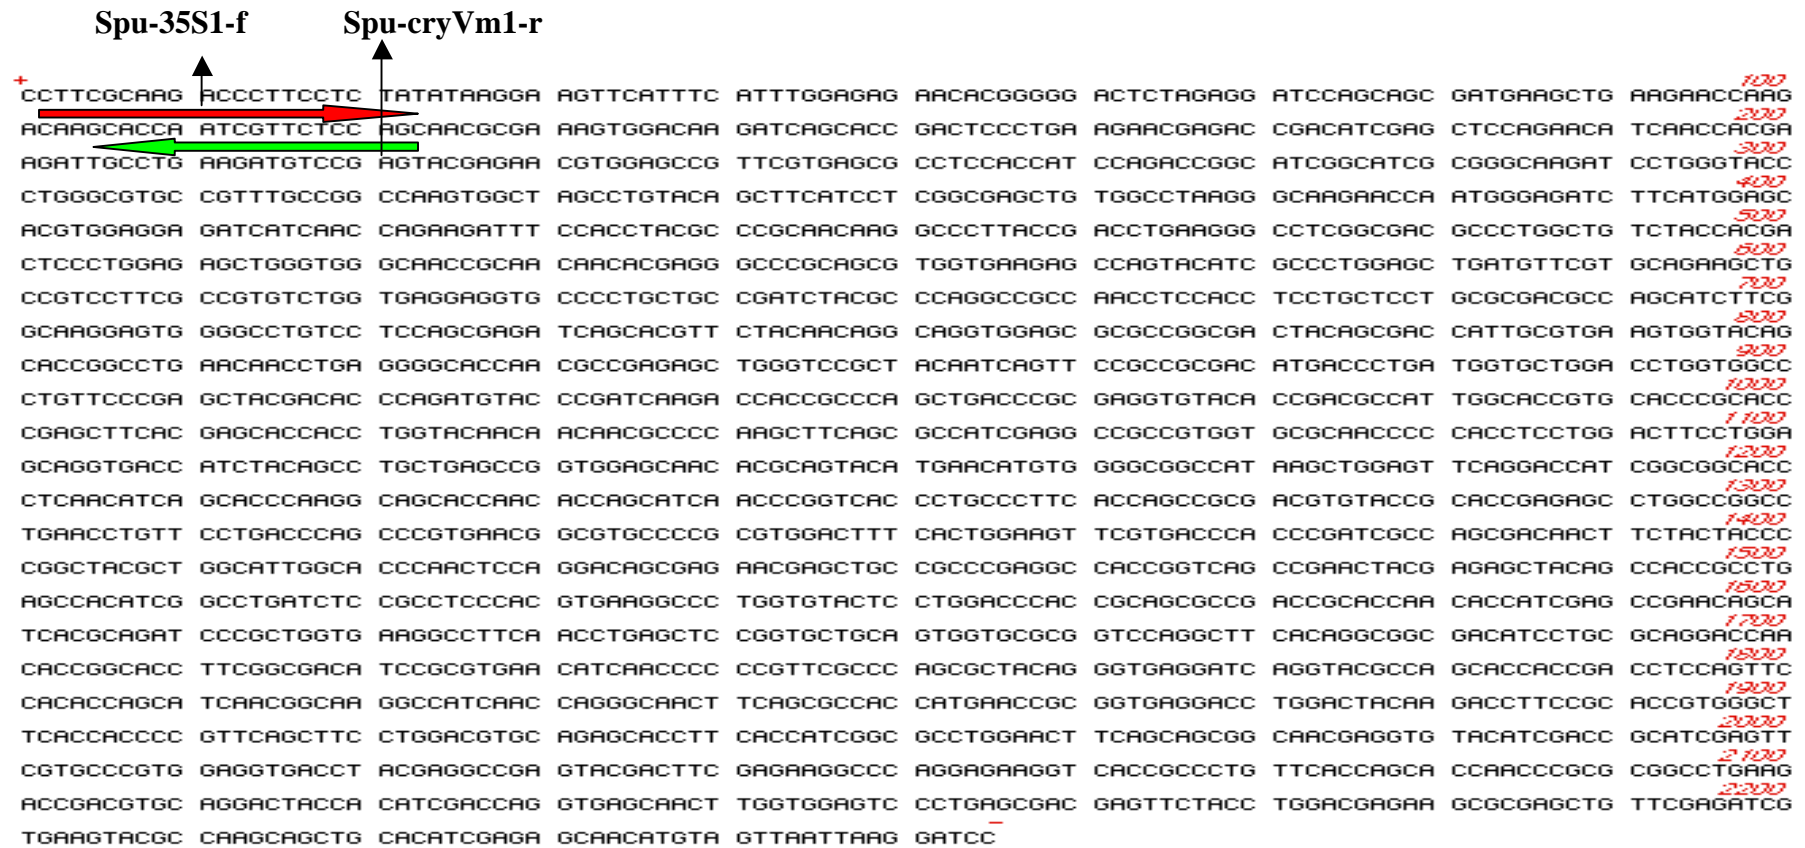 Spu-35S1-f Spu-cryVm1-r
+ 100
CCTTCGCAAG ACCCTTCCTC TATATAAGGA AGTTCATTTC ATTTGGAGAG AACACGGGGG ACTCTAGAGG ATCCAGCAGC GATGAAGCTG AAGAACCAAG
200
ACAAGCACCA ATCGTTCTCC AGCAACGCGA AAGTGGACAA GATCAGCACC GACTCCCTGA AGAACGAGAC CGACATCGAG CTCCAGAACA TCAACCACGA
300
AGATTGCCTG AAGATGTCCG AGTACGAGAA CGTGGAGCCG TTCGTGAGCG CCTCCACCAT CCAGACCGGC ATCGGCATCG CGGGCAAGAT CCTGGGTACC
400
CTGGGCGTGC CGTTTGCCGG CCAAGTGGCT AGCCTGTACA GCTTCATCCT CGGCGAGCTG TGGCCTAAGG GCAAGAACCA ATGGGAGATC TTCATGGAGC
500
ACGTGGAGGA GATCATCAAC CAGAAGATTT CCACCTACGC CCGCAACAAG GCCCTTACCG ACCTGAAGGG CCTCGGCGAC GCCCTGGCTG TCTACCACGA
600
CTCCCTGGAG AGCTGGGTGG GCAACCGCAA CAACACGAGG GCCCGCAGCG TGGTGAAGAG CCAGTACATC GCCCTGGAGC TGATGTTCGT GCAGAAGCTG
700
CCGTCCTTCG CCGTGTCTGG TGAGGAGGTG CCCCTGCTGC CGATCTACGC CCAGGCCGCC AACCTCCACC TCCTGCTCCT GCGCGACGCC AGCATCTTCG
800
GCAAGGAGTG GGGCCTGTCC TCCAGCGAGA TCAGCACGTT CTACAACAGG CAGGTGGAGC GCGCCGGCGA CTACAGCGAC CATTGCGTGA AGTGGTACAG
900
CACCGGCCTG AACAACCTGA GGGGCACCAA CGCCGAGAGC TGGGTCCGCT ACAATCAGTT CCGCCGCGAC ATGACCCTGA TGGTGCTGGA CCTGGTGGCC
1000
CTGTTCCCGA GCTACGACAC CCAGATGTAC CCGATCAAGA CCACCGCCCA GCTGACCCGC GAGGTGTACA CCGACGCCAT TGGCACCGTG CACCCGCACC
1100
CGAGCTTCAC GAGCACCACC TGGTACAACA ACAACGCCCC AAGCTTCAGC GCCATCGAGG CCGCCGTGGT GCGCAACCCC CACCTCCTGG ACTTCCTGGA
1200
GCAGGTGACC ATCTACAGCC TGCTGAGCCG GTGGAGCAAC ACGCAGTACA TGAACATGTG GGGCGGCCAT AAGCTGGAGT TCAGGACCAT CGGCGGCACC
1300
CTCAACATCA GCACCCAAGG CAGCACCAAC ACCAGCATCA ACCCGGTCAC CCTGCCCTTC ACCAGCCGCG ACGTGTACCG CACCGAGAGC CTGGCCGGCC
1400
TGAACCTGTT CCTGACCCAG CCCGTGAACG GCGTGCCCCG CGTGGACTTT CACTGGAAGT TCGTGACCCA CCCGATCGCC AGCGACAACT TCTACTACCC
1500
CGGCTACGCT GGCATTGGCA CCCAACTCCA GGACAGCGAG AACGAGCTGC CGCCCGAGGC CACCGGTCAG CCGAACTACG AGAGCTACAG CCACCGCCTG
1600
AGCCACATCG GCCTGATCTC CGCCTCCCAC GTGAAGGCCC TGGTGTACTC CTGGACCCAC CGCAGCGCCG ACCGCACCAA CACCATCGAG CCGAACAGCA
1700
TCACGCAGAT CCCGCTGGTG AAGGCCTTCA ACCTGAGCTC CGGTGCTGCA GTGGTGCGCG GTCCAGGCTT CACAGGCGGC GACATCCTGC GCAGGACCAA
1800
CACCGGCACC TTCGGCGACA TCCGCGTGAA CATCAACCCC CCGTTCGCCC AGCGCTACAG GGTGAGGATC AGGTACGCCA GCACCACCGA CCTCCAGTTC
1900
CACACCAGCA TCAACGGCAA GGCCATCAAC CAGGGCAACT TCAGCGCCAC CATGAACCGC GGTGAGGACC TGGACTACAA GACCTTCCGC ACCGTGGGCT
2000
TCACCACCCC GTTCAGCTTC CTGGACGTGC AGAGCACCTT CACCATCGGC GCCTGGAACT TCAGCAGCGG CAACGAGGTG TACATCGACC GCATCGAGTT
2100
CGTGCCCGTG GAGGTGACCT ACGAGGCCGA GTACGACTTC GAGAAGGCCC AGGAGAAGGT CACCGCCCTG TTCACCAGCA CCAACCCGCG CGGCCTGAAG
2200
ACCGACGTGC AGGACTACCA CATCGACCAG GTGAGCAACT TGGTGGAGTC CCTGAGCGAC GAGTTCTACC TGGACGAGAA GCGCGAGCTG TTCGAGATCG
TGAAGTACGC CAAGCAGCTG CACATCGAGA GCAACATGTA GTTAATTAAG GATCC